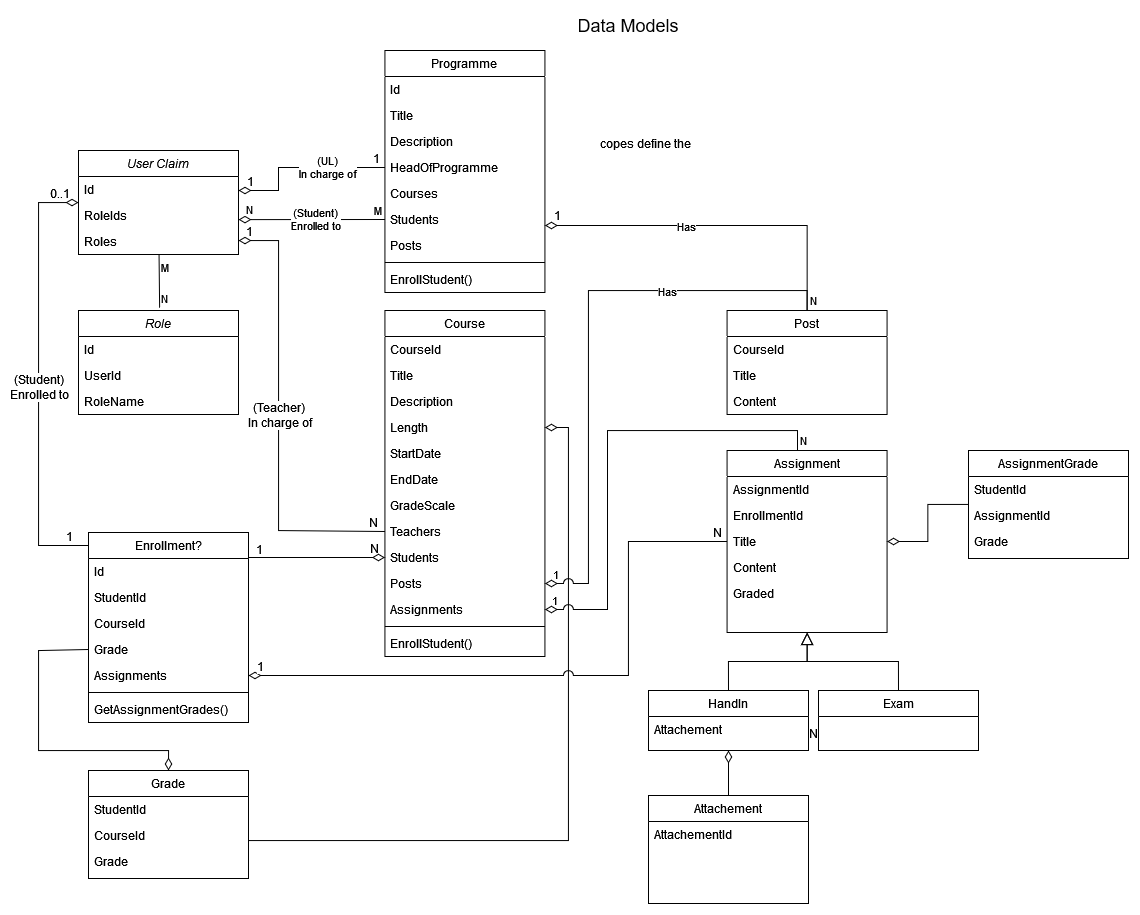 Data Models
Programme
Id
Title
Description
HeadOfProgramme
Courses
Students
Posts
EnrollStudent()
copes define the
User Claim
Id
RoleIds
Roles
0..1
1
(UL)
In charge of
1
N
(Student)
Enrolled to
M
1
M
N
Role
Id
UserId
RoleName
(Student)
Enrolled to
1
(Teacher)
In charge of
N
1
Has
Has
N
Course
CourseId
Title
Description
Length
StartDate
EndDate
GradeScale
Teachers
Students
Posts
Assignments
EnrollStudent()
Post
CourseId
Title
Content
N
Assignment
AssignmentId
EnrollmentId
Title
Content
Graded
N
AssignmentGrade
StudentId
AssignmentId
Grade
1
N
1
1
Enrollment?
Id
StudentId
CourseId
Grade
Assignments
GetAssignmentGrades()
1
HandIn
Attachement
N
Exam
Grade
StudentId
CourseId
Grade
Attachement
AttachementId